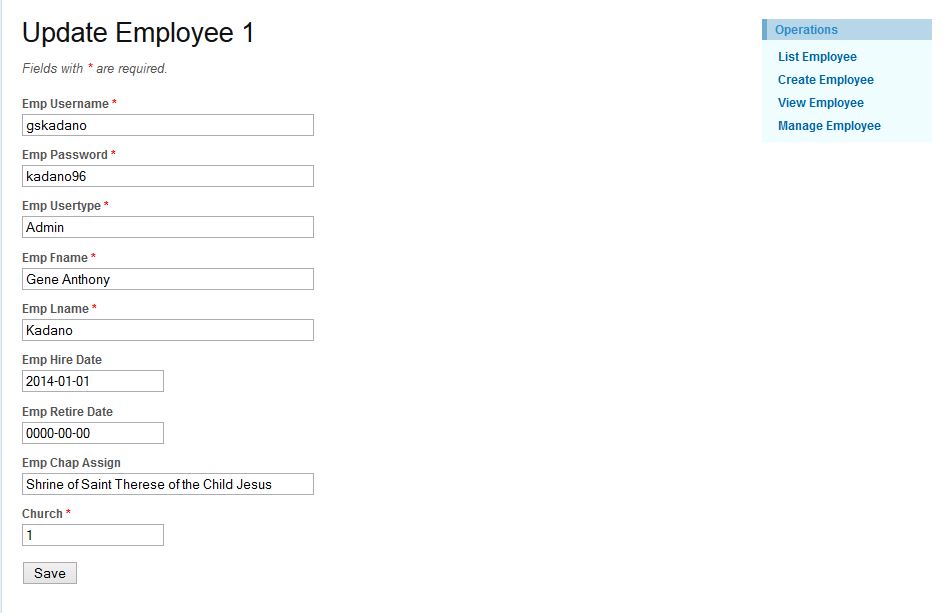 Update Employee 1
Fields with * are required.
Emp Username *
gskadano
Emp Password *
kadano96
Emp Usertype *
Admin
Emp Fname *
Gene Anthony
Emp Lname *
Kadano
Emp Hire Date
2014-01-01
Emp Retire Date
0000-00-00
Emp Chap Assign
Shrine of Saint Therese of the Child Jesus
Church *
1
Save
Operations
List Employee
Create Employee
View Employee
Manage Employee